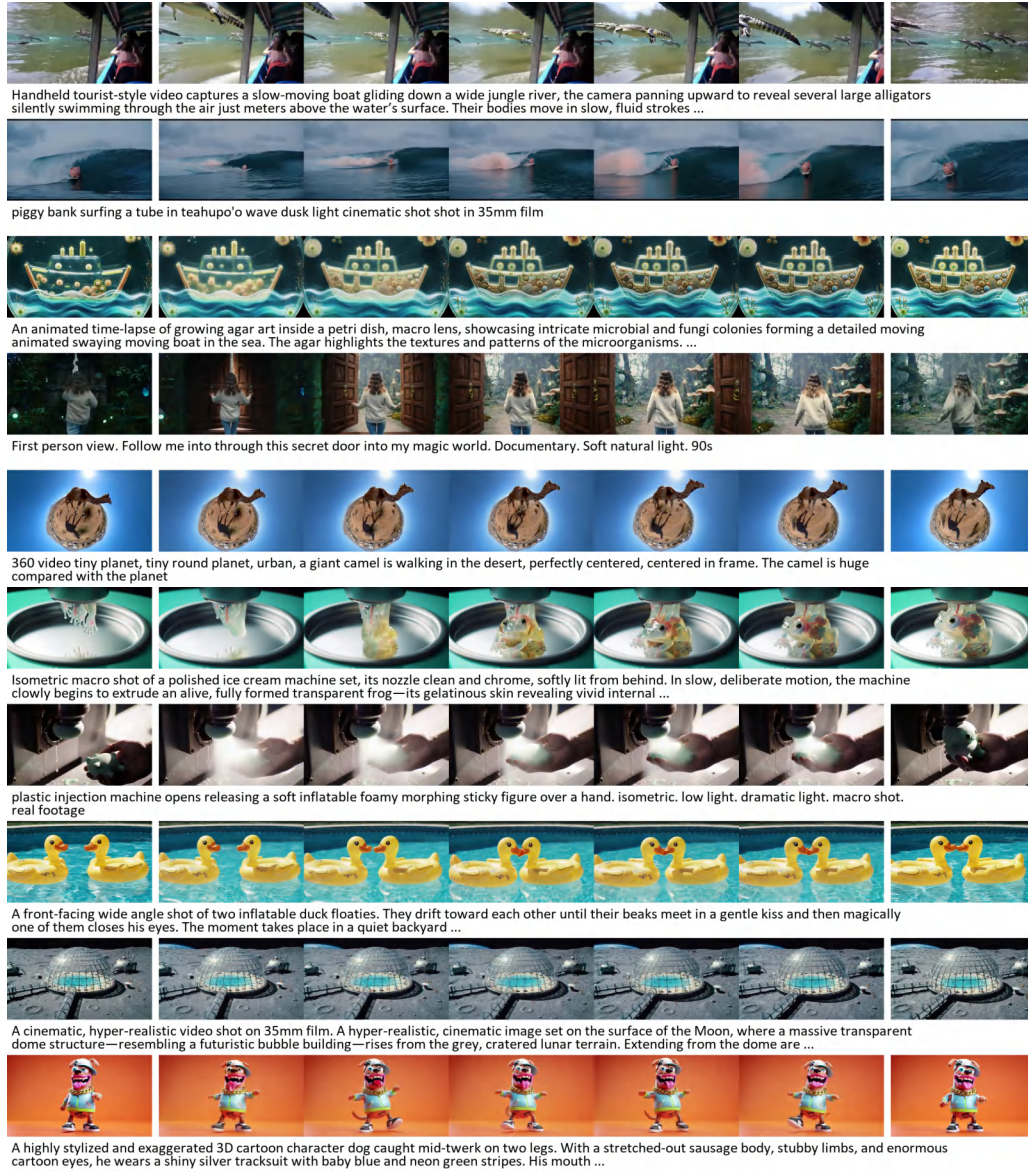 Handheld tourist-style video captures a slow-moving boat gliding down a wide jungle river, the camera panning upward to reveal several large alligators
silently swimming through the air just meters above the water’s surface. Their bodies move in slow, fluid strokes ...
piggy bank surfing a tube in teahupo'o wave dusk light cinematic shot shot in 35mm film
An animated time-lapse of growing agar art inside a petri dish, macro lens, showcasing intricate microbial and fungi colonies forming a detailed moving
animated swaying moving boat in the sea. The agar highlights the textures and patterns of the microorganisms. ...
First person view. Follow me into through this secret door into my magic world. Documentary. Soft natural light. 90s
360 video tiny planet, tiny round planet, urban, a giant camel is walking in the desert, perfectly centered, centered in frame. The camel is huge
compared with the planet
Isometric macro shot of a polished ice cream machine set, its nozzle clean and chrome, softly lit from behind. In slow, deliberate motion, the machine
clowly begins to extrude an alive, fully formed transparent frog—its gelatinous skin revealing vivid internal ...
plastic injection machine opens releasing a soft inflatable foamy morphing sticky figure over a hand. isometric. low light. dramatic light. macro shot.
real footage
A front-facing wide angle shot of two inflatable duck floaties. They drift toward each other until their beaks meet in a gentle kiss and then magically
one of them closes his eyes. The moment takes place in a quiet backyard ...
A cinematic, hyper-realistic video shot on 35mm film. A hyper-realistic, cinematic image set on the surface of the Moon, where a massive transparent
dome structure—resembling a futuristic bubble building—rises from the grey, cratered lunar terrain. Extending from the dome are ...
A highly stylized and exaggerated 3D cartoon character dog caught mid-twerk on two legs. With a stretched-out sausage body, stubby limbs, and enormous
cartoon eyes, he wears a shiny silver tracksuit with baby blue and neon green stripes. His mouth ...